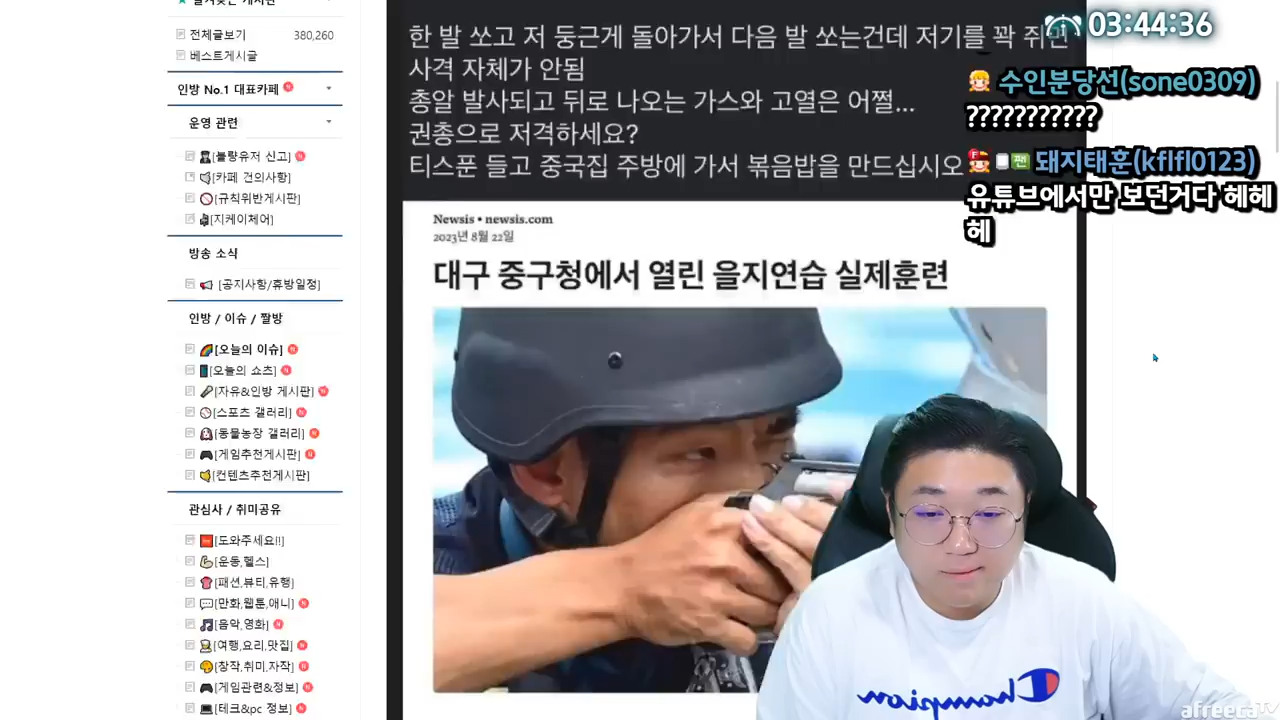 즐겨찾는 게시판
전체글보기 380,260
베스트게시글
인방 No.1 대표카페
운영 관련
[불량유저 신고]
[카페 건의사항]
[규칙위반게시판]
[지케이체어]
방송 소식
[공지사항/휴방일정]
인방 / 이슈 / 짤방
[오늘의 이슈]
[오늘의 쇼츠]
[자유&인방 게시판]
[스포츠 갤러리]
[동물농장 갤러리]
[게임추천게시판]
[컨텐츠추천게시판]
관심사 / 취미공유
[도와주세요!!]
[운동,헬스]
[패션,뷰티,유행]
[만화,웹툰,애니]
[음악,영화]
[여행,요리,맛집]
[창작,취미,자작]
[게임관련&정보]
[테크&pc 정보]
한 발 쏘고 저 둥근게 돌아가서 다음 발 쏘는건데 저기를 꽉 쥐면
사격 자체가 안됨
총알 발사되고 뒤로 나오는 가스와 고열은 어쩔...
권총으로 저격하세요?
티스푼 들고 중국집 주방에 가서 볶음밥을 만드십시오
Newsis • newsis.com
2023년 8월 22일
대구 중구청에서 열린 을지연습 실제훈련
03:44:36
수인분당선(sone0309)
???????????
팬 돼지태훈(kflfl0123)
유튜브에서만 보던거다 헤헤
헤
Champion
afreecaTV